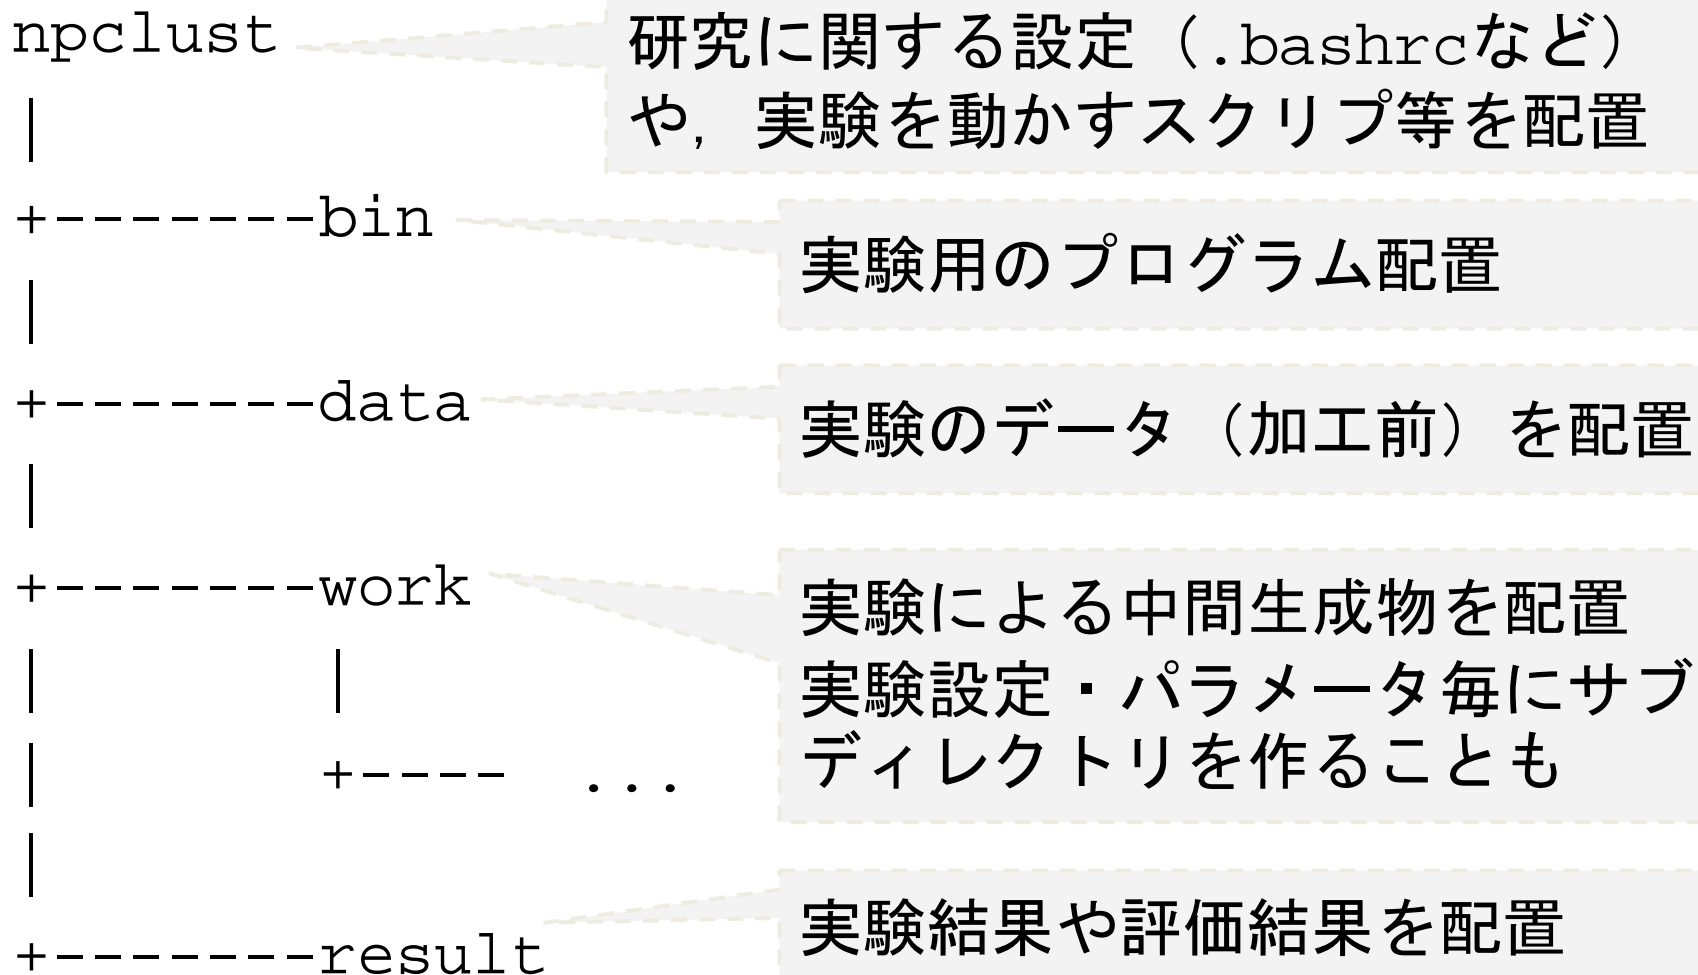 npclust
研究に関する設定（.bashrcなど）
や，実験を動かすスクリプ等を配置
|
+-------bin
実験用のプログラム配置
|
+-------data
実験のデータ（加工前）を配置
|
+-------work
実験による中間生成物を配置
実験設定・パラメータ毎にサブ
ディレクトリを作ることも
| |
| +---- ...
|
+-------result
実験結果や評価結果を配置